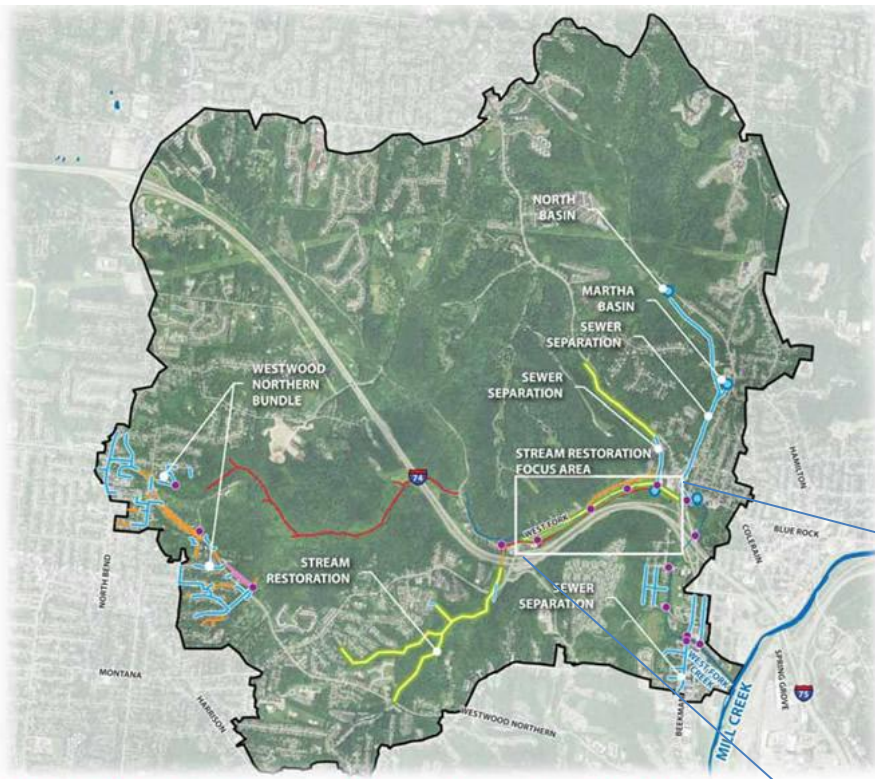 NORTH
BASIN
MARTHA
BASIN
SEWER
SEPARATION
WESTWOOD
NORTHERN
BUNDLE
SEWER
SEPARATION
STREAM RESTORATION
FOCUS AREA
HAMILTON
74
WEST FORK
BLUE ROCK
COLERAIN
STREAM
RESTORATION
SEWER
SEPARATION
NORTH BEND
MONTANA
HARRISON
WESTWOOD NORTHERN
BEEKMAN
WEST FORK
CREEK
MILL CREEK
SPRING GROVE
75